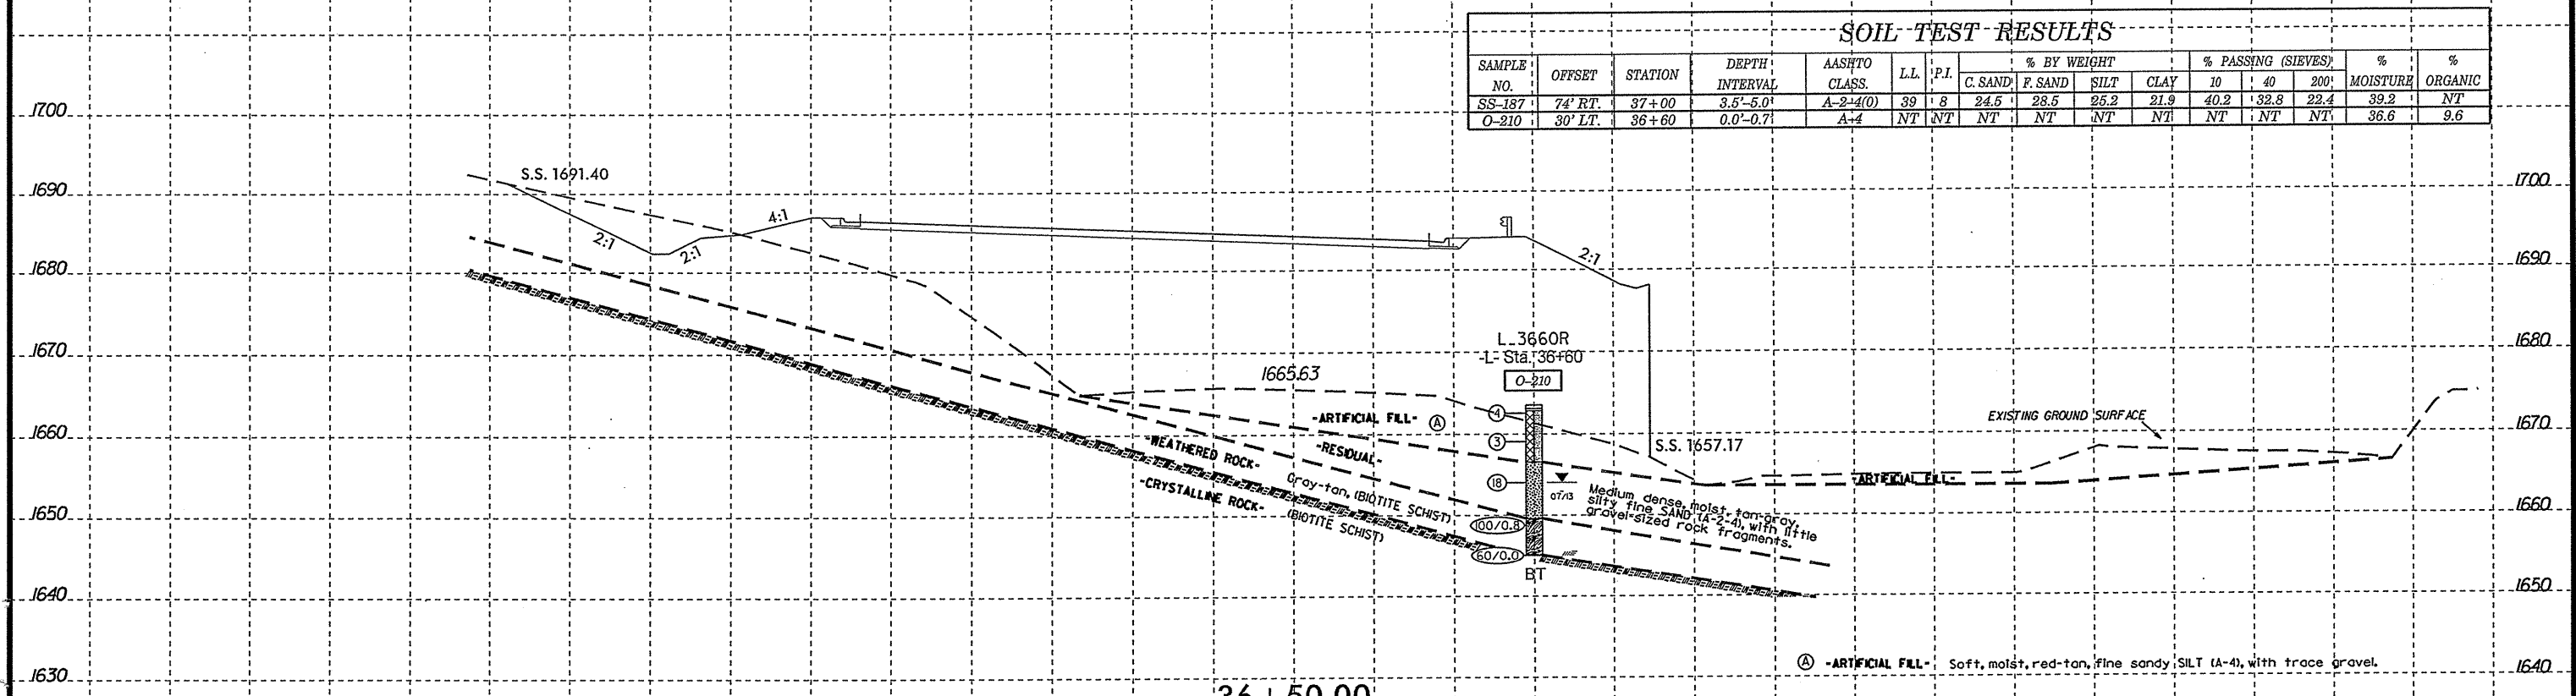 SOIL TEST RESULTS
SAMPLE NO. OFFSET STATION DEPTH INTERVAL AASHTO CLASS. L.L. P.I. % BY WEIGHT % PASSING (SIEVES) % MOISTURE % ORGANIC
C. SAND F. SAND SILT CLAY 10 40 200
SS-187 74' RT. 37+00 3.5'-5.0' A-2-4(0) 39 8 24.5 28.5 25.2 21.9 40.2 32.8 22.4 39.2 NT
O-210 30' LT. 36+60 0.0'-0.7' A-4 NT NT NT NT NT NT NT NT NT 36.6 9.6
1700
1690
1680
1670
1660
1650
1640
1630
S.S. 1691.40
2:1
2:1
4:1
2:1
L_3660R
-L- Sta. 36+60
O-210
1665.63
4
3
18
100/0.8
60/0.0
BT
07/13
S.S. 1657.17
-ARTIFICIAL FILL- A
-RESIDUAL-
-WEATHERED ROCK- Gray-tan, (BIOTITE SCHIST)
-CRYSTALLINE ROCK- (BIOTITE SCHIST)
Medium dense, moist, tan-gray,
silty fine SAND (A-2-4), with little
gravel-sized rock fragments.
EXISTING GROUND SURFACE
-ARTIFICIAL FILL-
1700
1690
1680
1670
1660
1650
1640
A -ARTIFICIAL FILL- Soft, moist, red-tan, fine sandy SILT (A-4), with trace gravel.
36+50.00